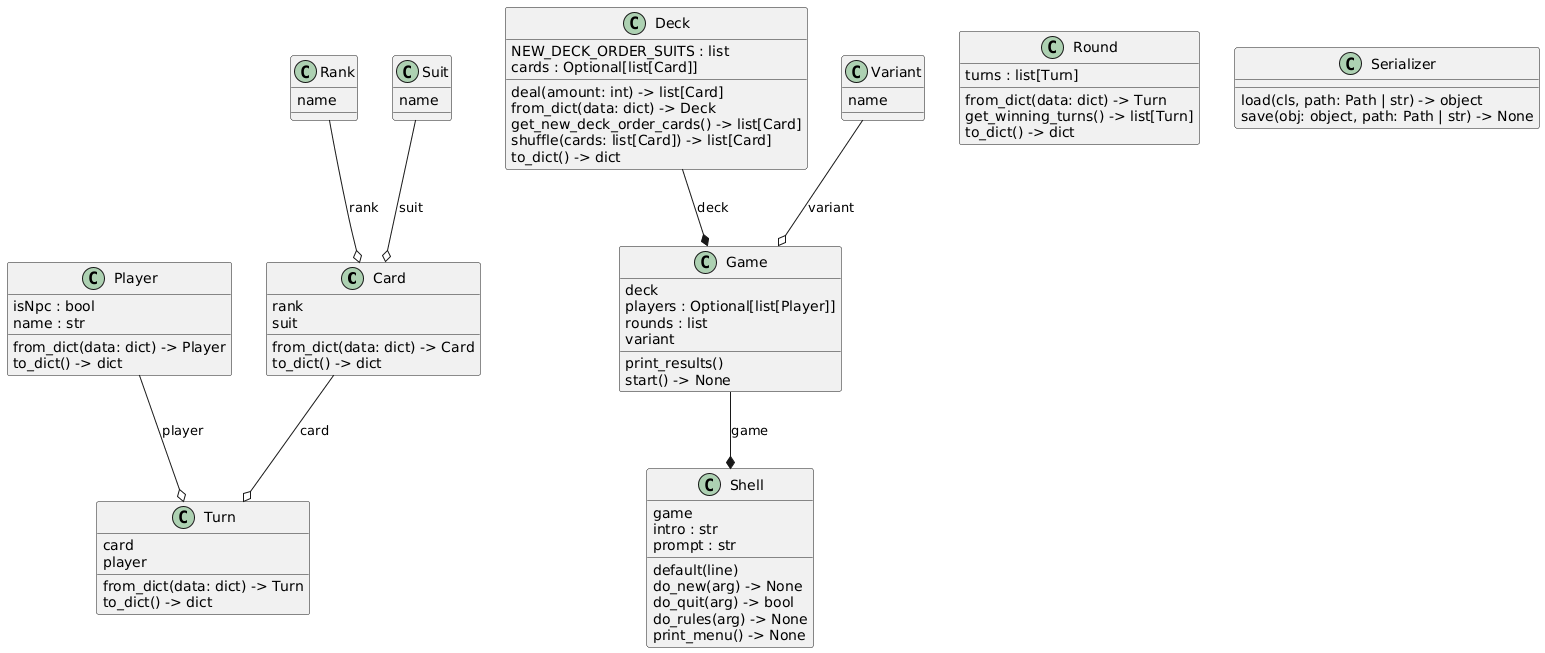 C Rank
name
C Suit
name
C Deck
NEW_DECK_ORDER_SUITS : list
cards : Optional[list[Card]]
deal(amount: int) -> list[Card]
from_dict(data: dict) -> Deck
get_new_deck_order_cards() -> list[Card]
shuffle(cards: list[Card]) -> list[Card]
to_dict() -> dict
C Variant
name
C Round
turns : list[Turn]
from_dict(data: dict) -> Turn
get_winning_turns() -> list[Turn]
to_dict() -> dict
C Serializer
load(cls, path: Path | str) -> object
save(obj: object, path: Path | str) -> None
rank
suit
deck
variant
C Player
isNpc : bool
name : str
from_dict(data: dict) -> Player
to_dict() -> dict
C Card
rank
suit
from_dict(data: dict) -> Card
to_dict() -> dict
C Game
deck
players : Optional[list[Player]]
rounds : list
variant
print_results()
start() -> None
player
card
game
C Turn
card
player
from_dict(data: dict) -> Turn
to_dict() -> dict
C Shell
game
intro : str
prompt : str
default(line)
do_new(arg) -> None
do_quit(arg) -> bool
do_rules(arg) -> None
print_menu() -> None